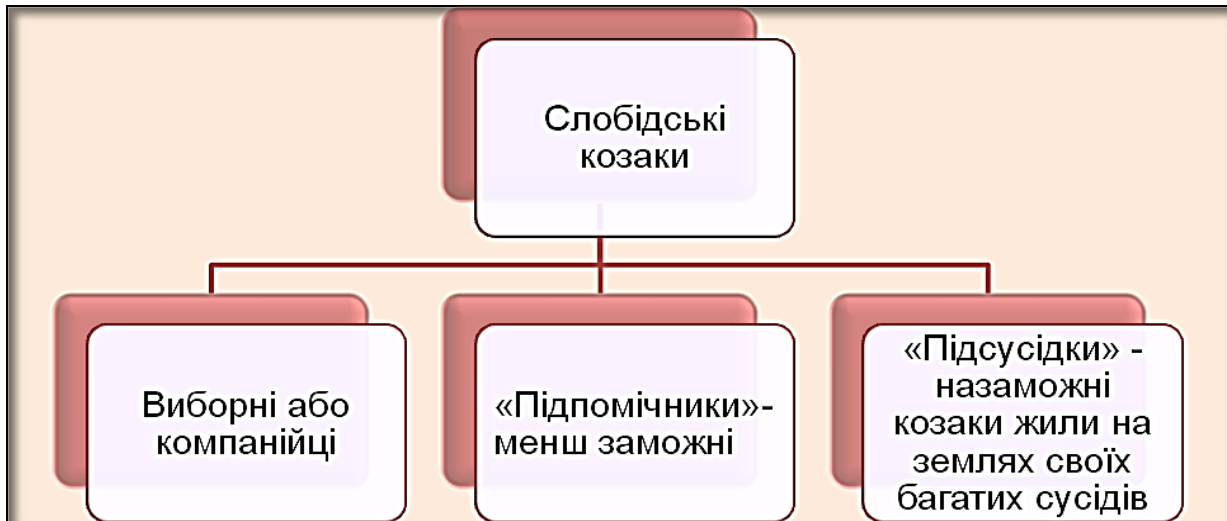 Слобідські
козаки
Виборні або
компанійці
«Підпомічники»-
менш заможні
«Підсусідки» -
назаможні
козаки жили на
землях своїх
багатих сусідів